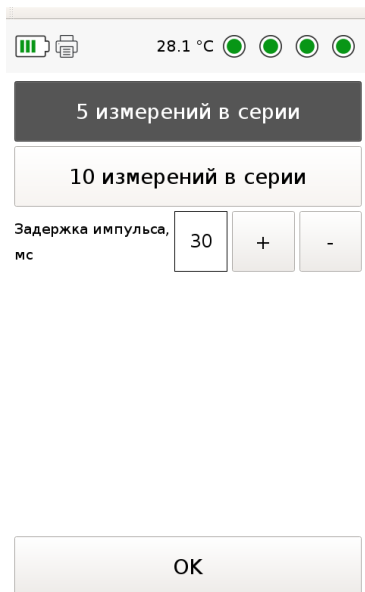 28.1 °C
5 измерений в серии
10 измерений в серии
Задержка импульса, 30 + -
мс
OK